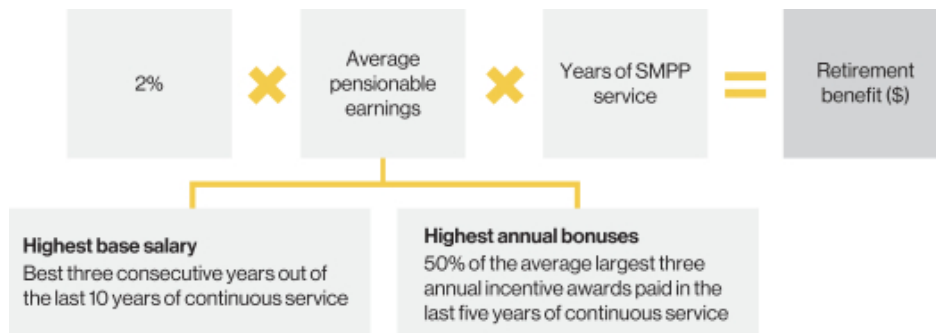 2%
Average
pensionable
earnings
Years of SMPP
service
Retirement
benefit ($)
Highest base salary
Best three consecutive years out of
the last 10 years of continuous service
Highest annual bonuses
50% of the average largest three
annual incentive awards paid in the
last five years of continuous service